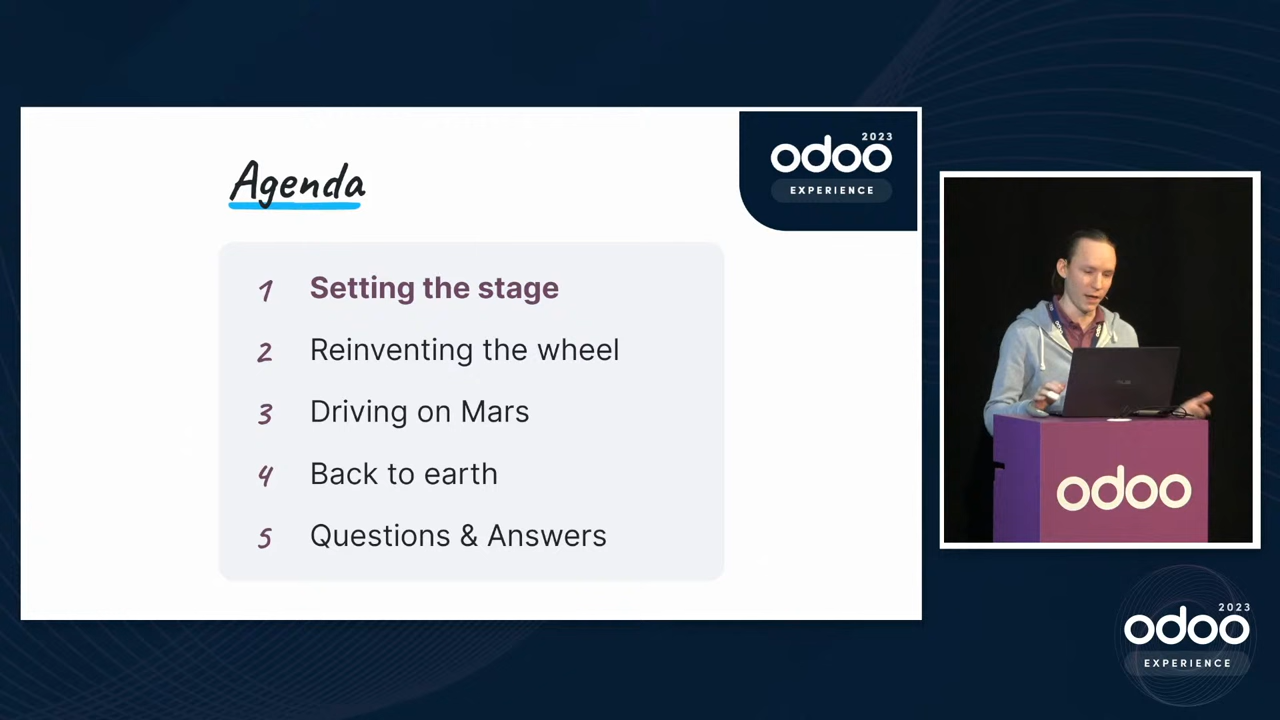 Agenda
1 Setting the stage
2 Reinventing the wheel
3 Driving on Mars
4 Back to earth
5 Questions & Answers
2023
odoo
EXPERIENCE
odoo
2023
odoo
EXPERIENCE